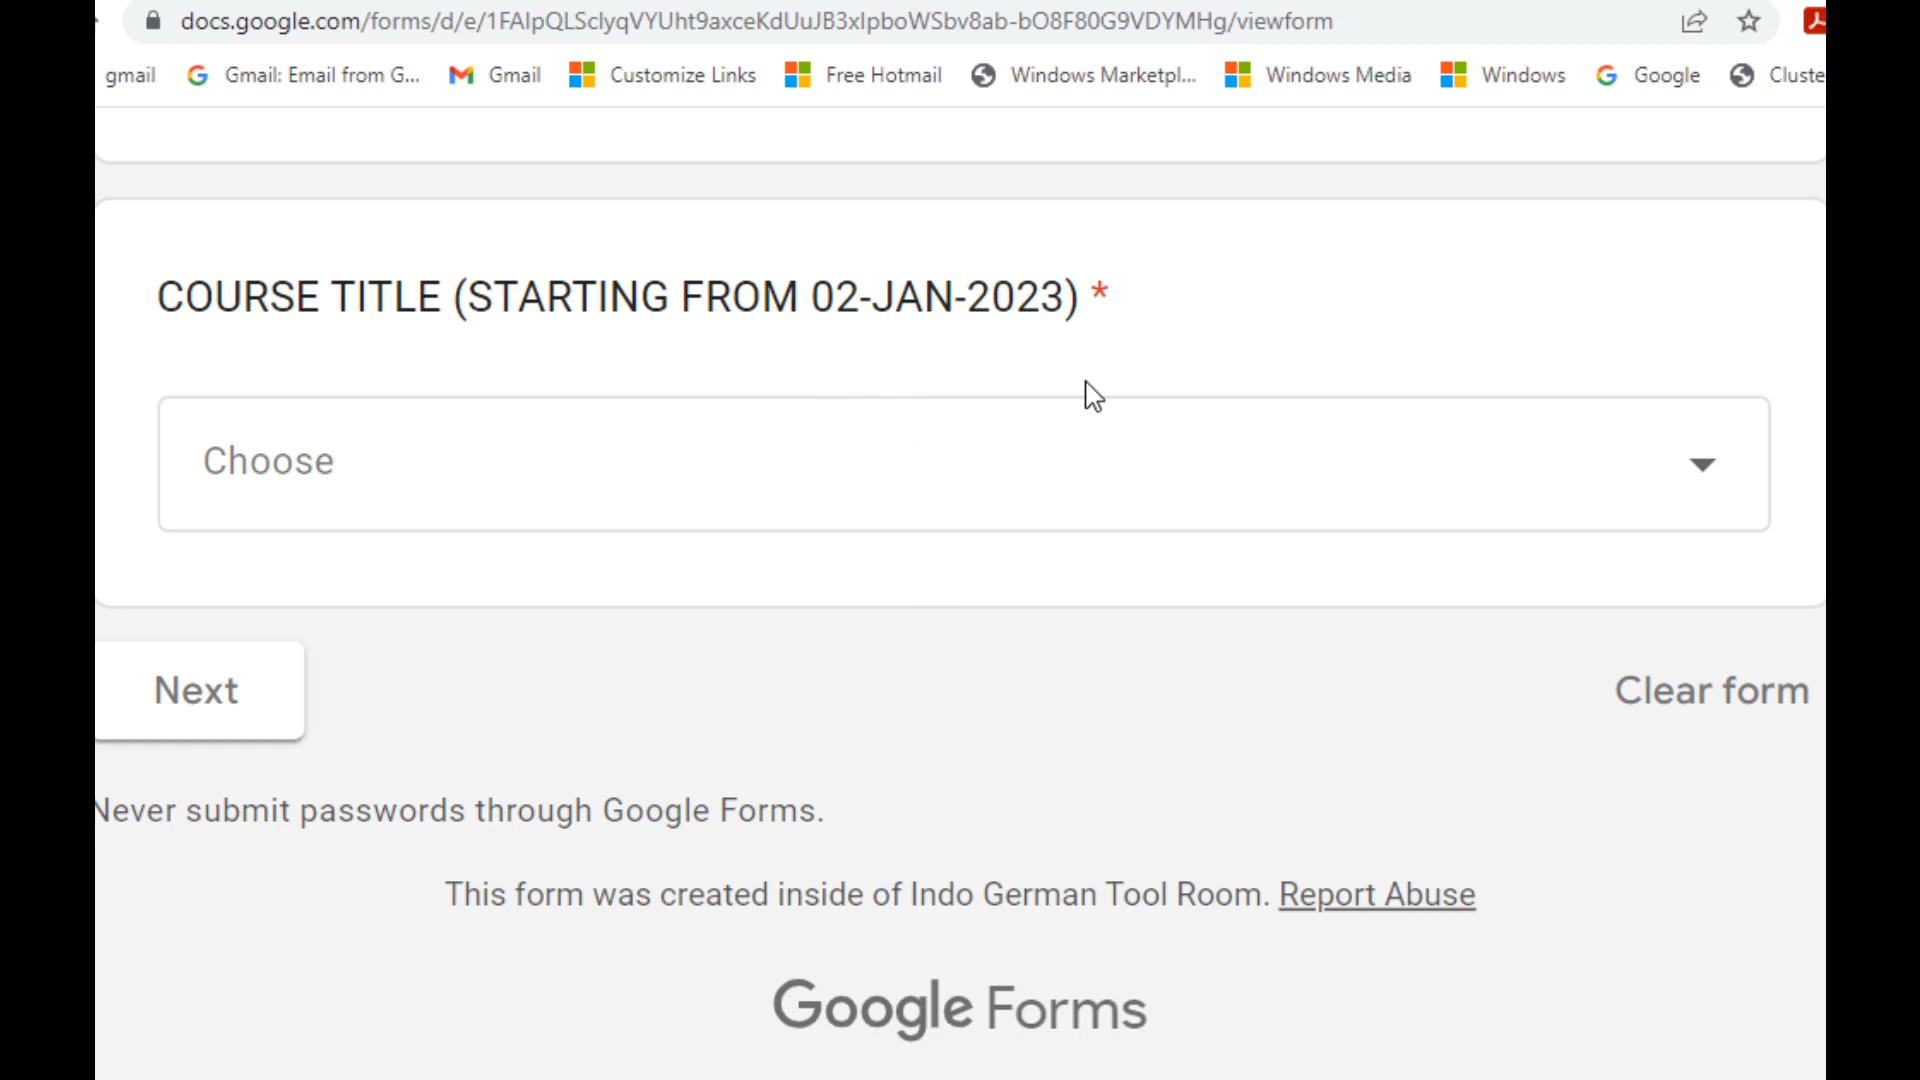 docs.google.com/forms/d/e/1FAIpQLSclyqVYUht9axceKdUuJB3xIpboWSbv8ab-bO8F80G9VDYMHg/viewform
gmail Gmail: Email from G... Gmail Customize Links Free Hotmail Windows Marketpl... Windows Media Windows Google Cluste
COURSE TITLE (STARTING FROM 02-JAN-2023) *
Choose
Next Clear form
Never submit passwords through Google Forms.
This form was created inside of Indo German Tool Room. Report Abuse
Google Forms